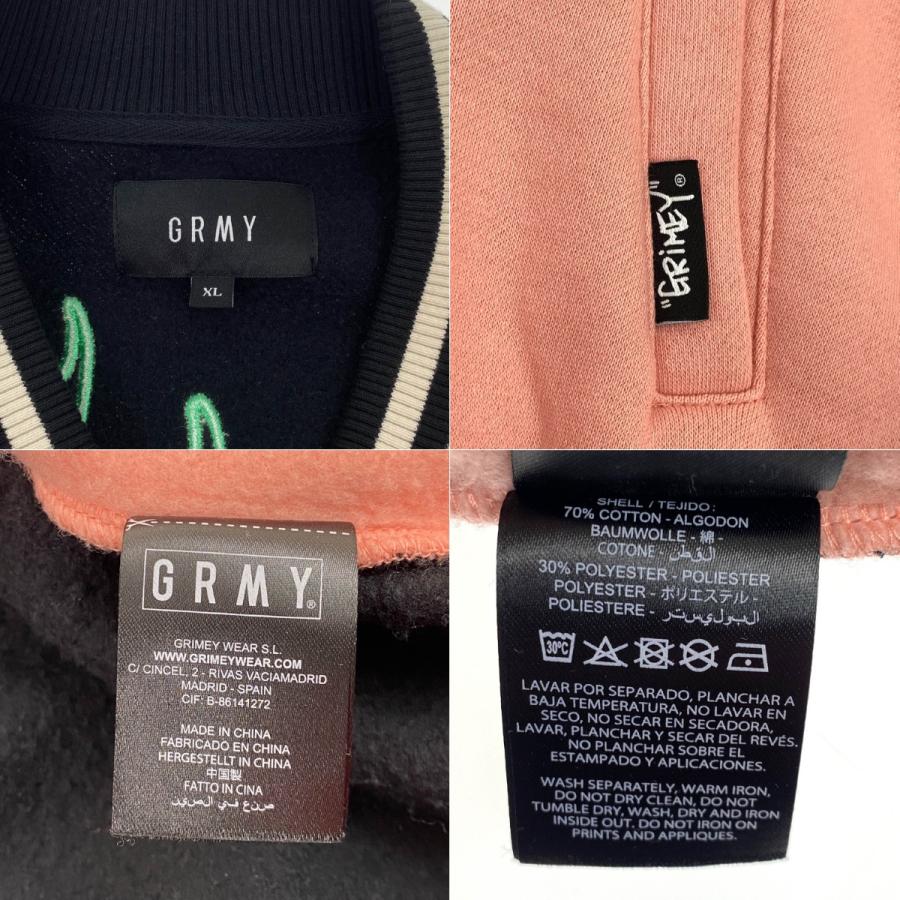 GRMY
XL
"GRiMEY" ®
GRMY®
GRIMEY WEAR S.L.
WWW.GRIMEYWEAR.COM
C/ CINCEL. 2 - RIVAS VACIAMADRID
MADRID - SPAIN
CIF: B-86141272
MADE IN CHINA
FABRICADO EN CHINA
HERGESTELLT IN CHINA
中国製
FATTO IN CINA
صنع في الصين
SHELL / TEJIDO:
70% COTTON - ALGODON
BAUMWOLLE - 綿 -
COTONE - القطن
30% POLYESTER - POLIESTER
POLYESTER - ポリエステル -
POLIESTERE - البوليستر
30°C
LAVAR POR SEPARADO, PLANCHAR A
BAJA TEMPERATURA, NO LAVAR EN
SECO, NO SECAR EN SECADORA,
LAVAR, PLANCHAR Y SECAR DEL REVÉS.
NO PLANCHAR SOBRE EL
ESTAMPADO Y APLICACIONES.
WASH SEPARATELY, WARM IRON,
DO NOT DRY CLEAN, DO NOT
TUMBLE DRY, WASH, DRY AND IRON
INSIDE OUT. DO NOT IRON ON
PRINTS AND APPLIQUES.